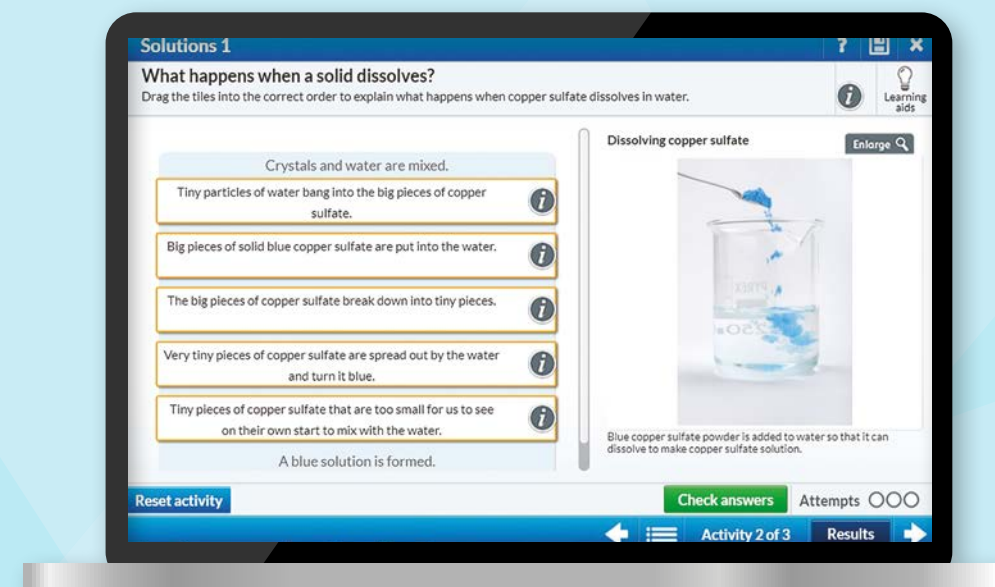 Solutions 1
?
What happens when a solid dissolves?
Drag the tiles into the correct order to explain what happens when copper sulfate dissolves in water.
i
Learning
aids
Crystals and water are mixed.
Tiny particles of water bang into the big pieces of copper
sulfate.
i
Big pieces of solid blue copper sulfate are put into the water.
i
The big pieces of copper sulfate break down into tiny pieces.
i
Very tiny pieces of copper sulfate are spread out by the water
and turn it blue.
i
Tiny pieces of copper sulfate that are too small for us to see
on their own start to mix with the water.
i
A blue solution is formed.
Dissolving copper sulfate
Enlarge
PYREX
250
Blue copper sulfate powder is added to water so that it can
dissolve to make copper sulfate solution.
Reset activity
Check answers
Attempts
Activity 2 of 3
Results